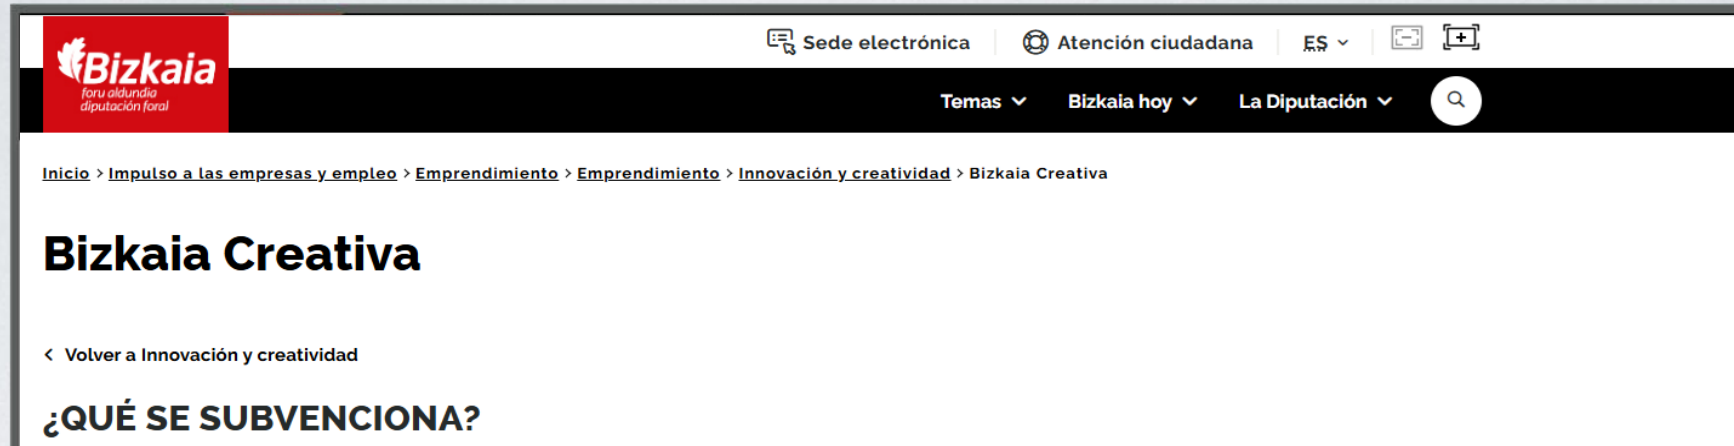 Bizkaia
foru aldundia
diputación foral
Sede electrónica
Atención ciudadana
ES
Temas
Bizkaia hoy
La Diputación
Inicio > Impulso a las empresas y empleo > Emprendimiento > Emprendimiento > Innovación y creatividad > Bizkaia Creativa
Bizkaia Creativa
< Volver a Innovación y creatividad
¿QUÉ SE SUBVENCIONA?